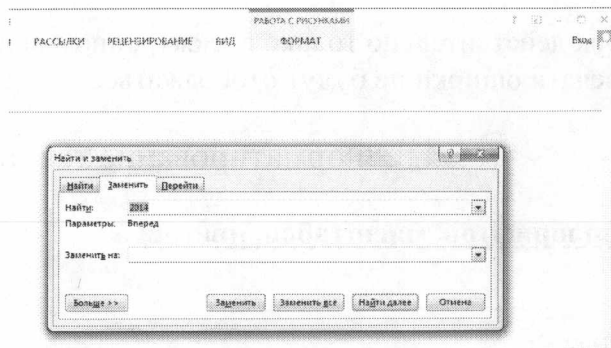 РАБОТА С РИСУНКАМИ
РАССЫЛКИ РЕЦЕНЗИРОВАНИЕ ВИД ФОРМАТ Вход
Найти и заменить
Найти Заменить Перейти
Найти: 2014
Параметры: Вперед
Заменить на:
Больше >> Заменить Заменить все Найти далее Отмена